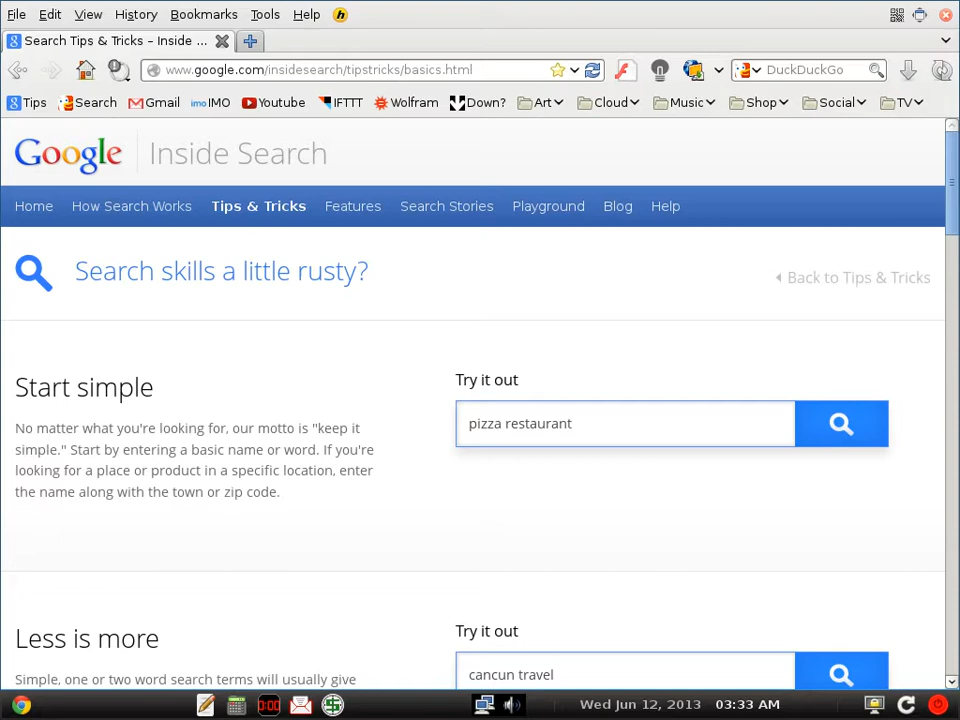 File Edit View History Bookmarks Tools Help h
8 Search Tips & Tricks – Inside ...
www.google.com/insidesearch/tipstricks/basics.html DuckDuckGo
8 Tips Search Gmail imo IMO Youtube IFTTT Wolfram Down? Art Cloud Music Shop Social TV
Google Inside Search
Home How Search Works Tips & Tricks Features Search Stories Playground Blog Help
Search skills a little rusty?
Back to Tips & Tricks
Start simple
No matter what you're looking for, our motto is "keep it
simple." Start by entering a basic name or word. If you're
looking for a place or product in a specific location, enter
the name along with the town or zip code.
Try it out
pizza restaurant
Less is more
Simple, one or two word search terms will usually give
Try it out
cancun travel
0:00 Wed Jun 12, 2013 03:33 AM